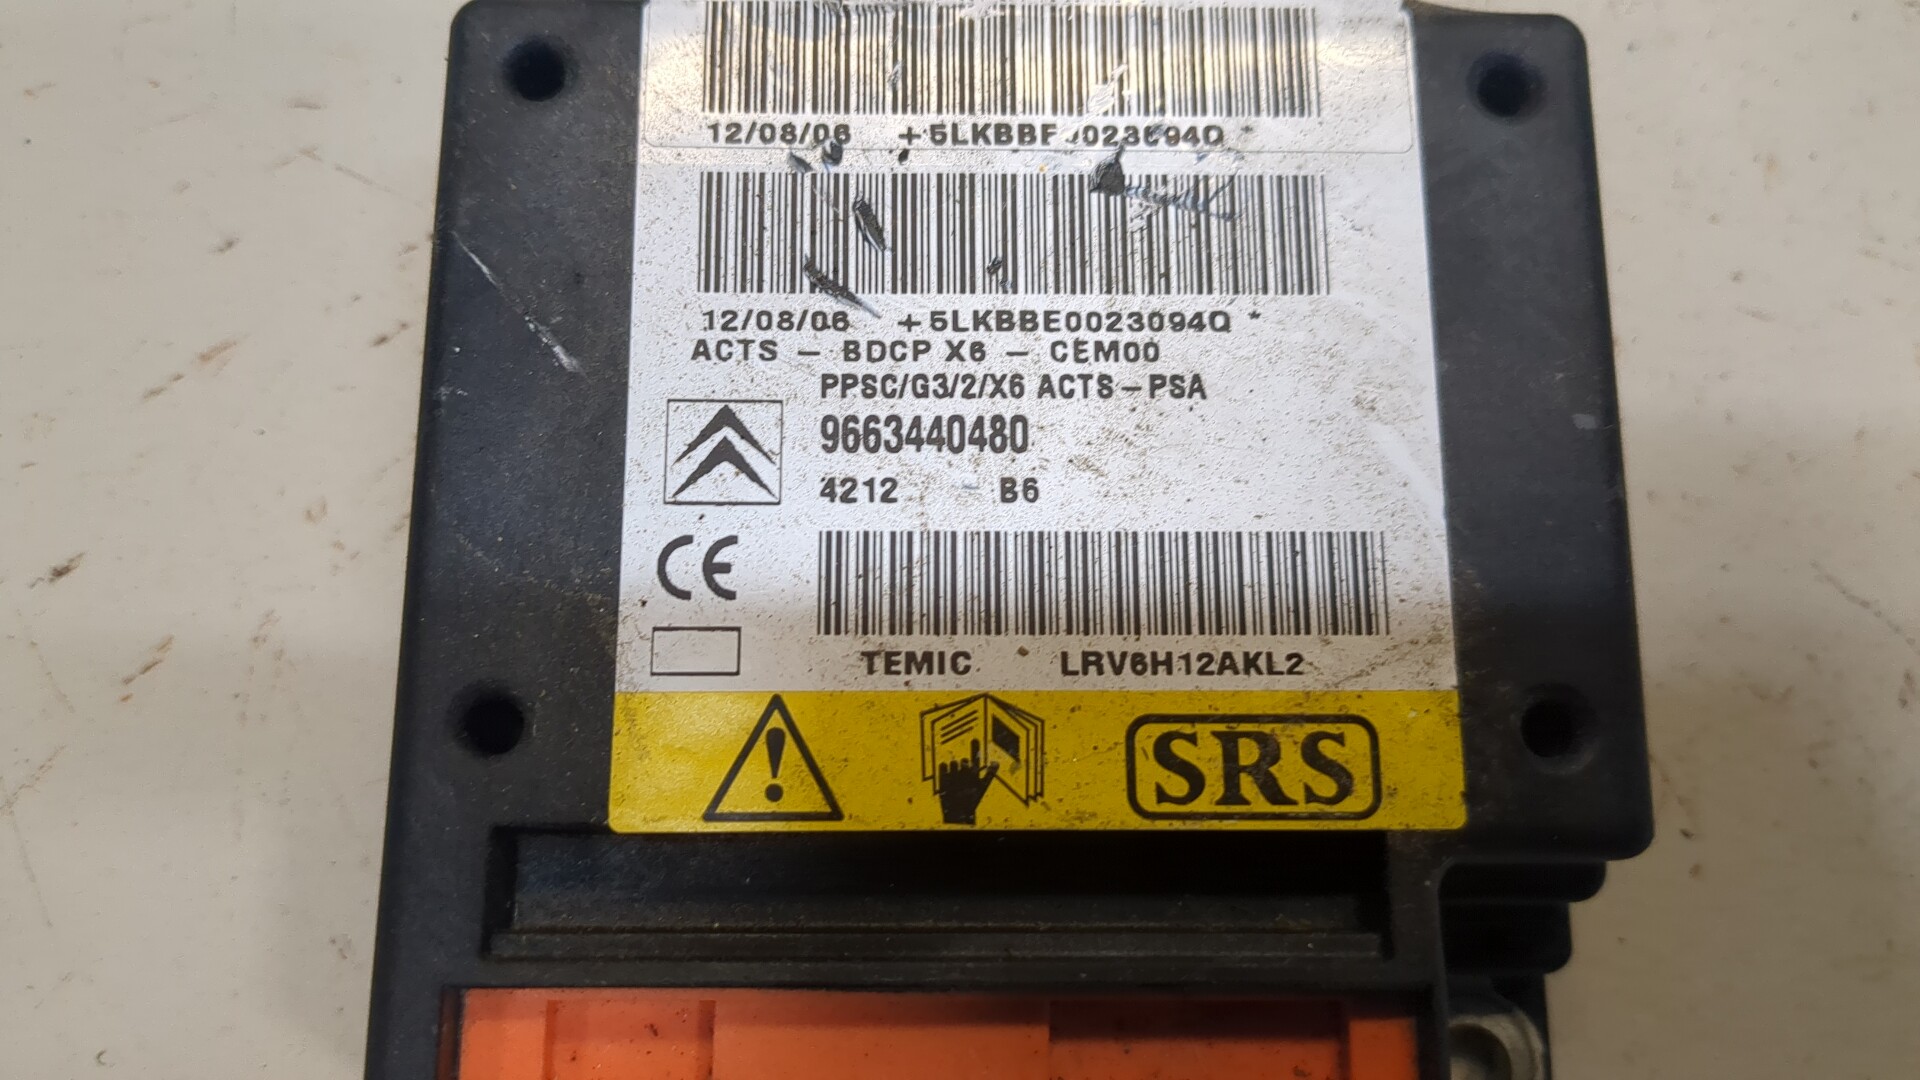 12/08/06 +5LKBBE0023094Q *
12/08/06 +5LKBBE0023094Q *
ACTS – BDCP X6 – CEM00
PPSC/G3/2/X6 ACTS–PSA
9663440480
4212 B6
CE
TEMIC LRV6H12AKL2
SRS